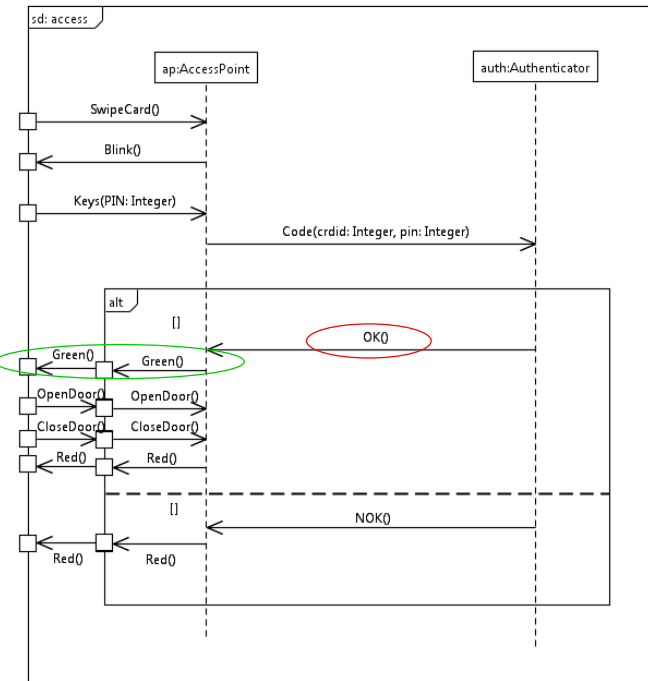 sd: access
ap:AccessPoint
auth:Authenticator
SwipeCard()
Blink()
Keys(PIN: Integer)
Code(crdid: Integer, pin: Integer)
alt
[]
OK()
Green()
Green()
OpenDoor()
OpenDoor()
CloseDoor()
CloseDoor()
Red()
Red()
[]
NOK()
Red()
Red()